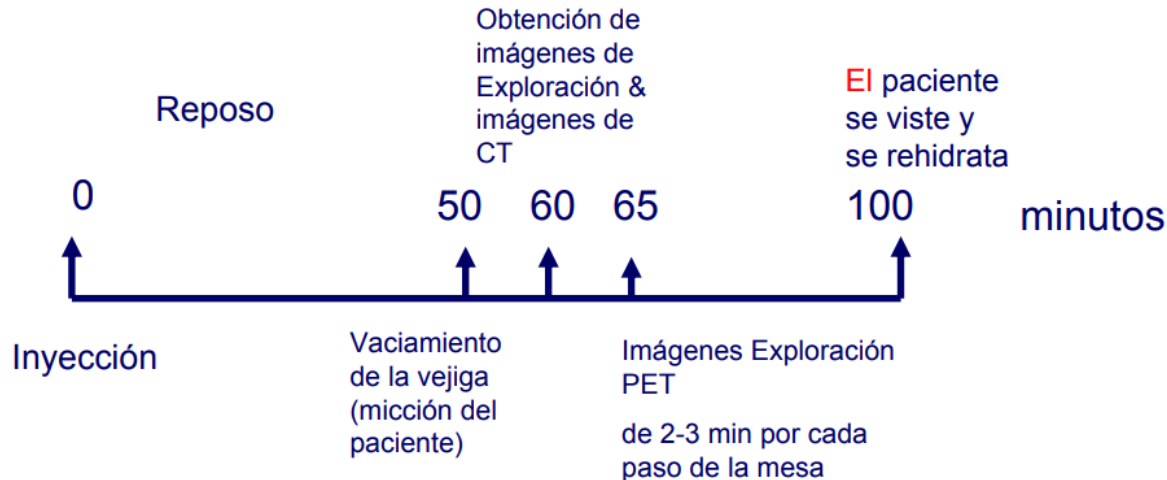 Obtención de
imágenes de
Exploración &
imágenes de
CT
Reposo
El paciente
se viste y
se rehidrata
0
50
60
65
100
minutos
Inyección
Vaciamiento
de la vejiga
(micción del
paciente)
Imágenes Exploración
PET
de 2-3 min por cada
paso de la mesa